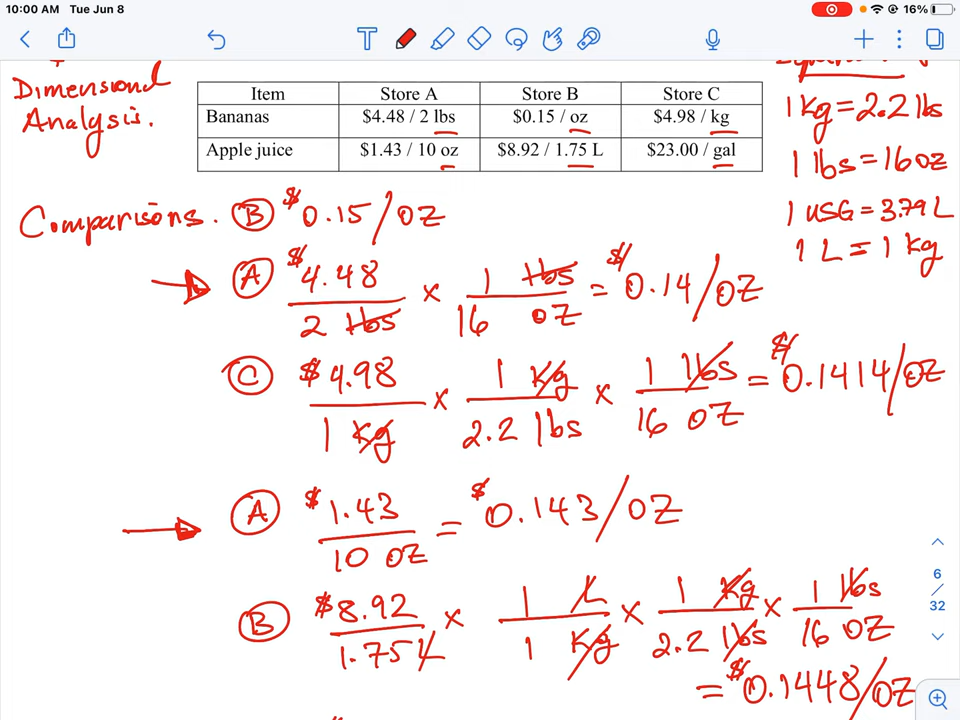 10:00 AM Tue Jun 8
16%
Dimensional
Analysis.
Item Store A Store B Store C
Bananas $4.48 / 2 lbs $0.15 / oz $4.98 / kg
Apple juice $1.43 / 10 oz $8.92 / 1.75 L $23.00 / gal
1 Kg = 2.2 lbs
1 lbs = 16 oz
1 USG = 3.79 L
1 L = 1 kg
Comparisons. B $0.15/oz
A $4.48 / 2 lbs × 1 lbs / 16 oz = $0.14/oz
C $4.98 / 1 kg × 1 kg / 2.2 lbs × 1 lbs / 16 oz = $0.1414/oz
A $1.43 / 10 oz = $0.143/oz
B $8.92 / 1.75 L × 1 L / 1 kg × 1 kg / 2.2 lbs × 1 lbs / 16 oz
= $0.1448/oz
6
/
32